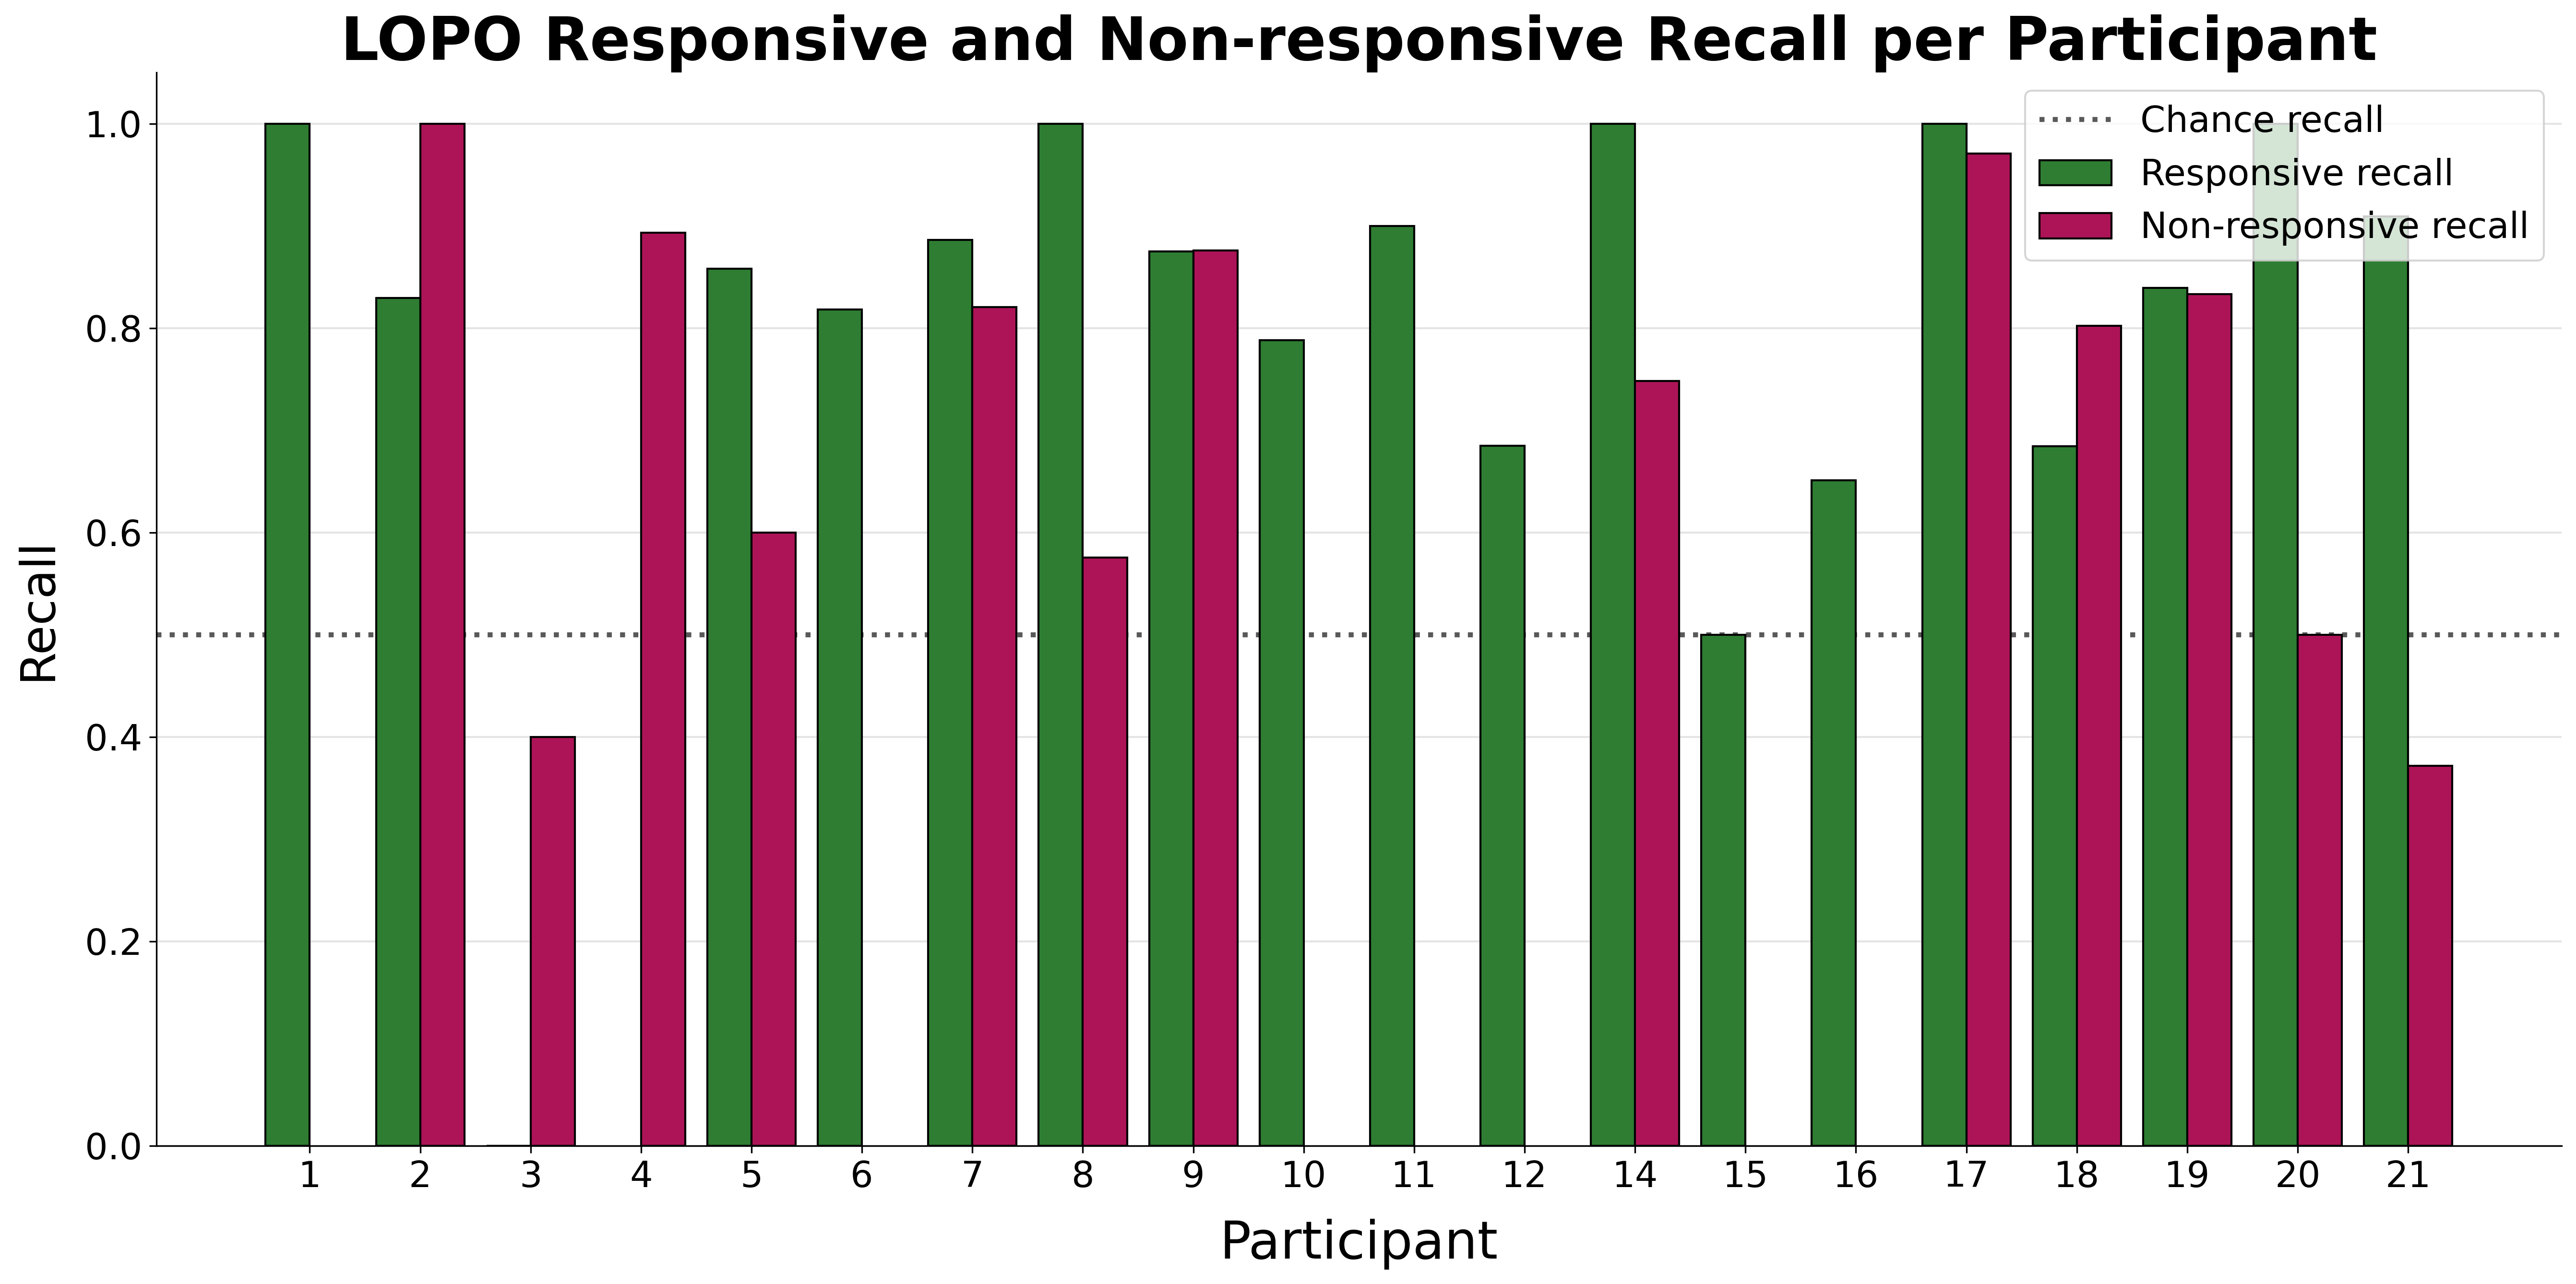 LOPO Responsive and Non-responsive Recall per Participant
Chance recall
Responsive recall
Non-responsive recall
Recall
1.0
0.8
0.6
0.4
0.2
0.0
1 2 3 4 5 6 7 8 9 10 11 12 14 15 16 17 18 19 20 21
Participant